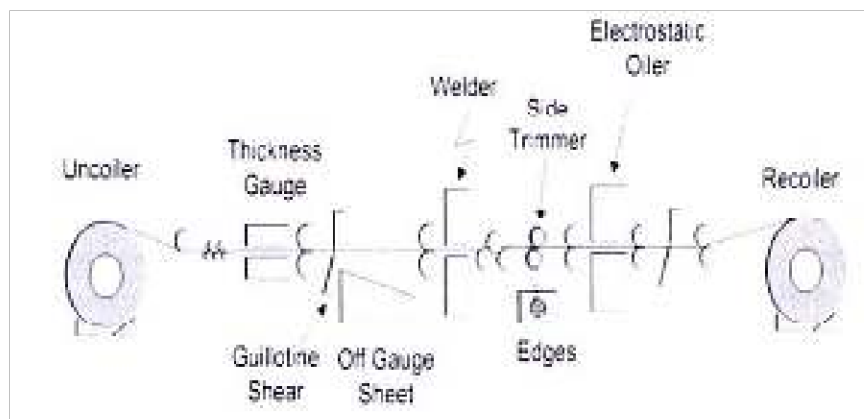 Electrostatic
Oiler
Welder
Side
Trimmer
Thickness
Gauge
Uncoiler
Recoiler
Guillotine
Shear
Off Gauge
Sheet
Edges